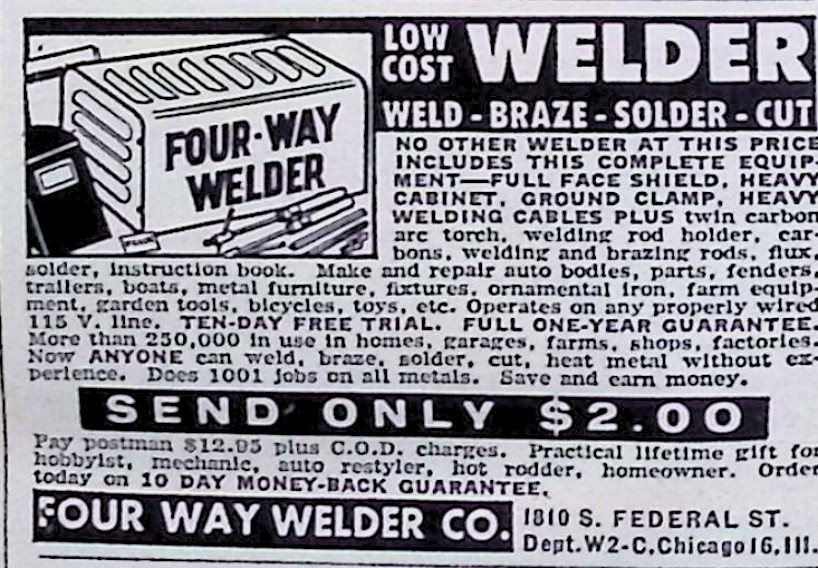 LOW
COST
WELDER
WELD - BRAZE - SOLDER - CUT
FOUR-WAY
WELDER
NO OTHER WELDER AT THIS PRICE
INCLUDES THIS COMPLETE EQUIP-
MENT—FULL FACE SHIELD, HEAVY
CABINET, GROUND CLAMP, HEAVY
WELDING CABLES PLUS twin carbon
arc torch, welding rod holder, car-
bons, welding and brazing rods, flux,
solder, instruction book. Make and repair auto bodies, parts, fenders,
trailers, boats, metal furniture, fixtures, ornamental iron, farm equip-
ment, garden tools, bicycles, toys, etc. Operates on any properly wired
115 V. line. TEN-DAY FREE TRIAL. FULL ONE-YEAR GUARANTEE.
More than 250,000 in use in homes, garages, farms, shops, factories.
Now ANYONE can weld, braze, solder, cut, heat metal without ex-
perience. Does 1001 jobs on all metals. Save and earn money.
SEND ONLY $2.00
Pay postman $12.95 plus C.O.D. charges. Practical lifetime gift for
hobbyist, mechanic, auto restyler, hot rodder, homeowner. Order
today on 10 DAY MONEY-BACK GUARANTEE.
FOUR WAY WELDER CO.
1810 S. FEDERAL ST.
Dept.W2-C,Chicago 16, Ill.